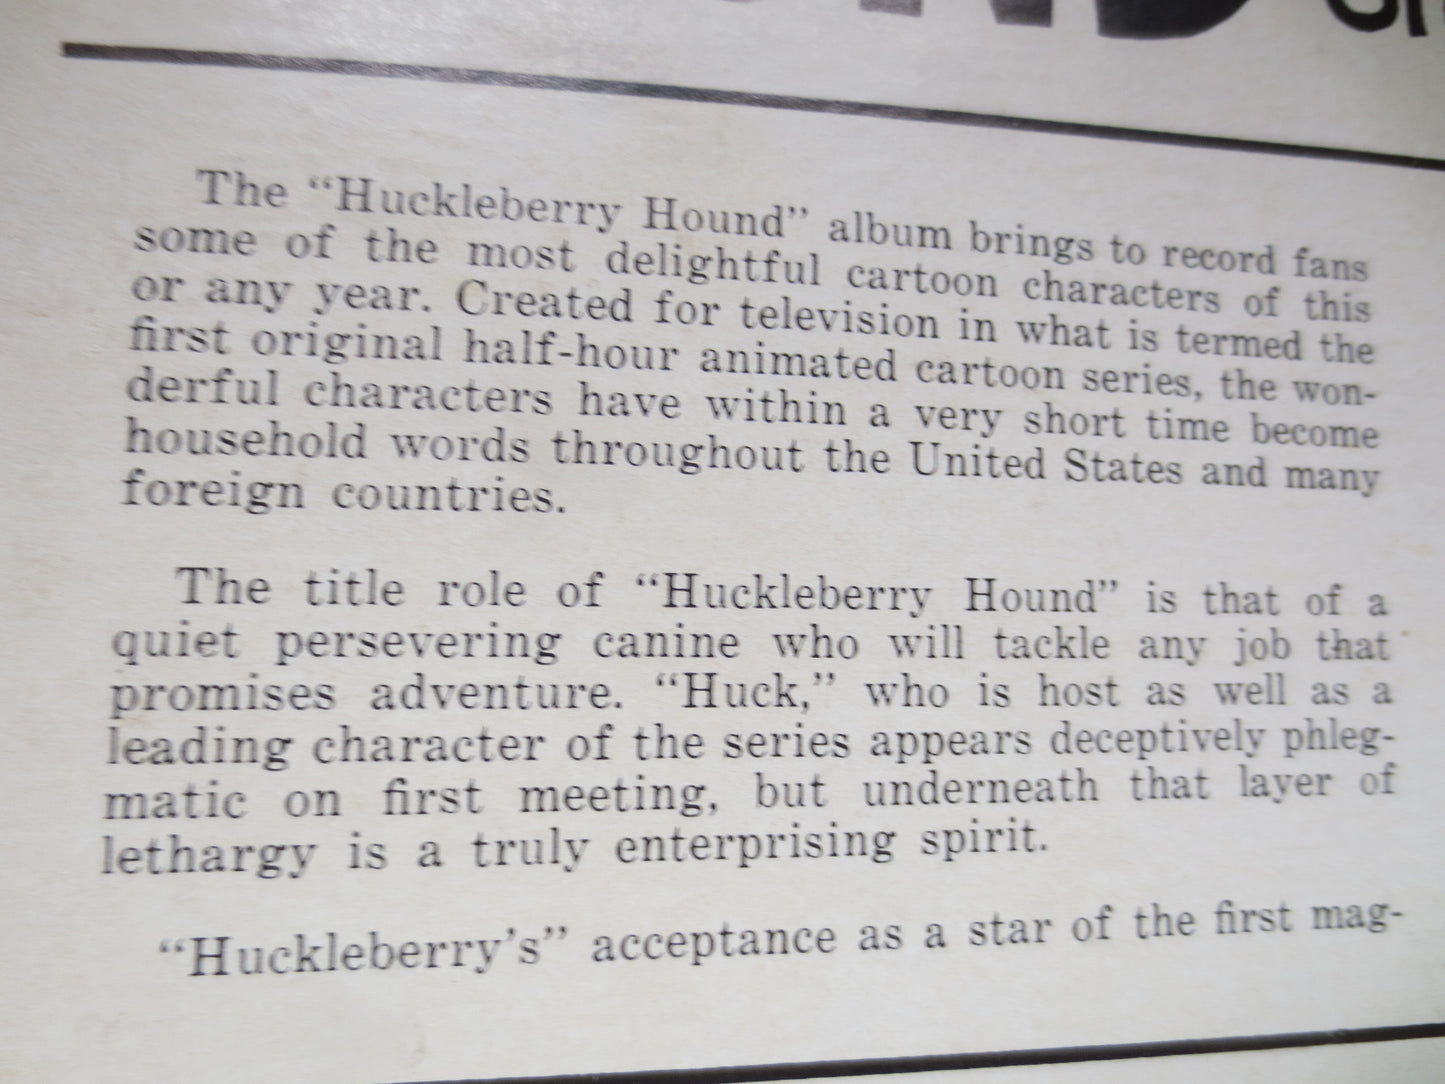 The “Huckleberry Hound” album brings to record fans
some of the most delightful cartoon characters of this
or any year. Created for television in what is termed the
first original half-hour animated cartoon series, the won-
derful characters have within a very short time become
household words throughout the United States and many
foreign countries.
The title role of “Huckleberry Hound” is that of a
quiet persevering canine who will tackle any job that
promises adventure. “Huck,” who is host as well as a
leading character of the series appears deceptively phleg-
matic on first meeting, but underneath that layer of
lethargy is a truly enterprising spirit.
“Huckleberry’s” acceptance as a star of the first mag-